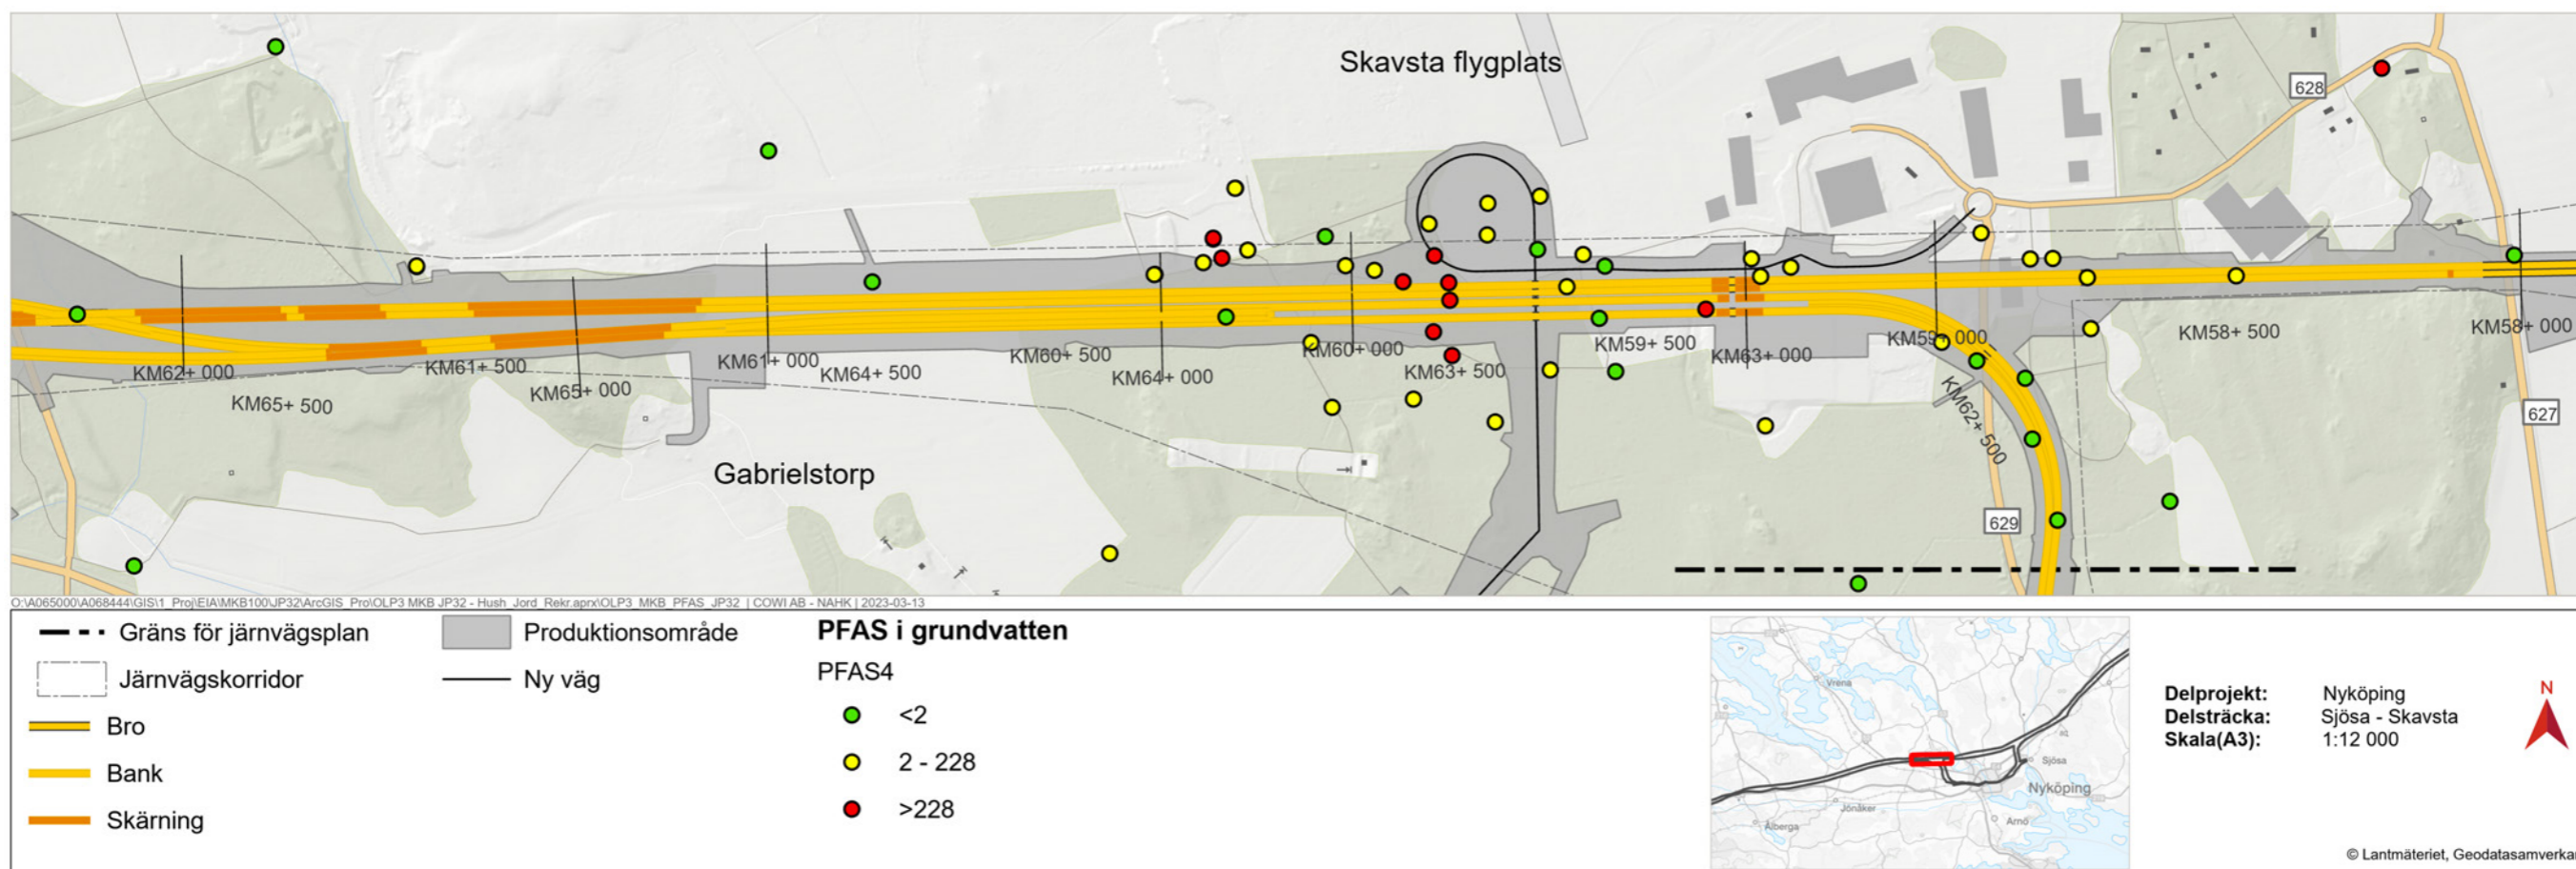 Skavsta flygplats
628
KM62+ 000
KM61+ 500
KM61+ 000
KM60+ 500
KM60+ 000
KM59+ 500
KM59+ 000
KM58+ 500
KM58+ 000
KM65+ 500
KM65+ 000
KM64+ 500
KM64+ 000
KM63+ 500
KM63+ 000
KM62+ 500
627
Gabrielstorp
629
O:\A065000\A068444\GIS\1_Proj\EIA\MKB100\JP32\ArcGIS_Pro\OLP3 MKB JP32 - Hush_Jord_Rekr.aprx\OLP3_MKB_PFAS_JP32 | COWI AB - NAHK | 2023-03-13
Gräns för järnvägsplan
Järnvägskorridor
Bro
Bank
Skärning
Produktionsområde
Ny väg
PFAS i grundvatten
PFAS4
<2
2 - 228
>228
Vrena
Sjösa
Nyköping
Jönåker
Arnö
Ålberga
Delprojekt: Nyköping
Delsträcka: Sjösa - Skavsta
Skala(A3): 1:12 000
N
© Lantmäteriet, Geodatasamverkan